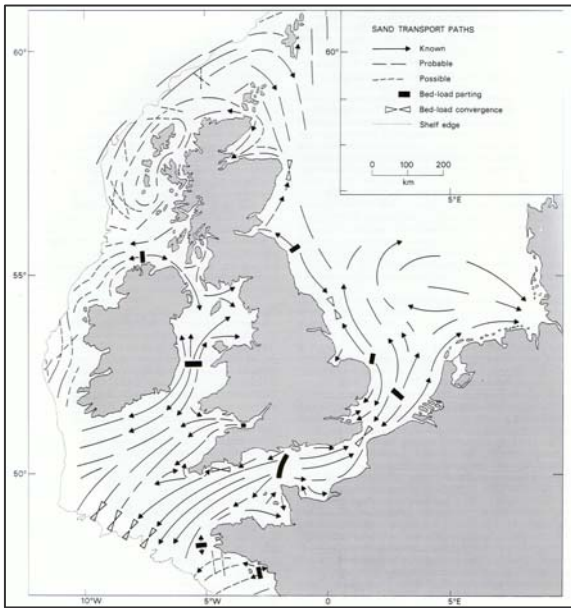 SAND TRANSPORT PATHS
Known
Probable
Possible
Bed-load parting
Bed-load convergence
Shelf edge
0 100 200
km
60°
60°
5°E
55°
50°
10°W
5°W
0
5°E